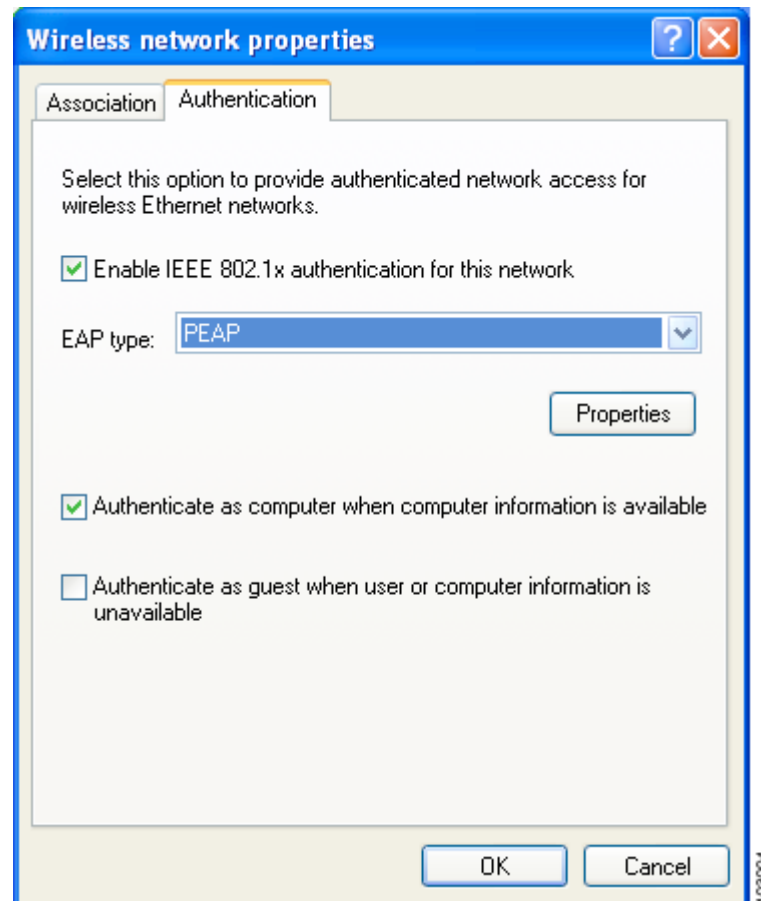 Wireless network properties
Association Authentication
Select this option to provide authenticated network access for
wireless Ethernet networks.
Enable IEEE 802.1x authentication for this network
EAP type: PEAP
Properties
Authenticate as computer when computer information is available
Authenticate as guest when user or computer information is
unavailable
OK Cancel